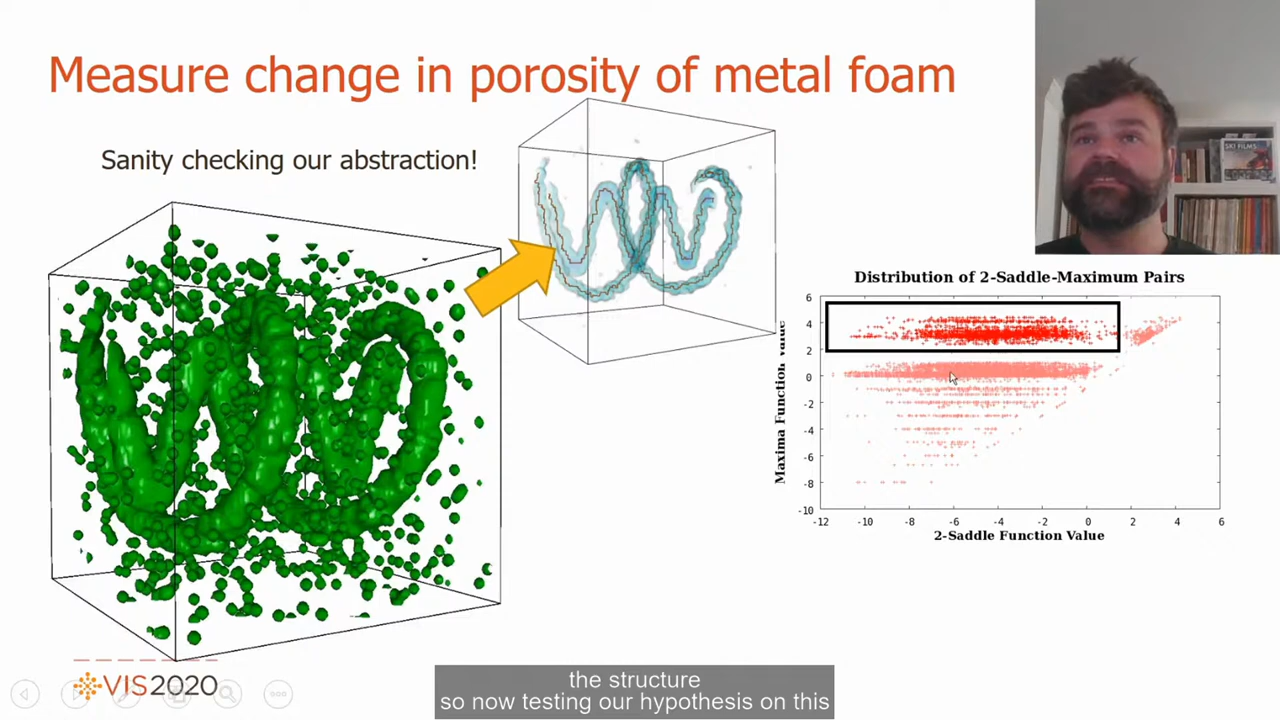 Measure change in porosity of metal foam
Sanity checking our abstraction!
SKI FILMS
Distribution of 2-Saddle-Maximum Pairs
6
4
2
0
-2
-4
-6
-8
-10
Maxima Function Value
-12 -10 -8 -6 -4 -2 0 2 4 6
2-Saddle Function Value
VIS2020
the structure
so now testing our hypothesis on this